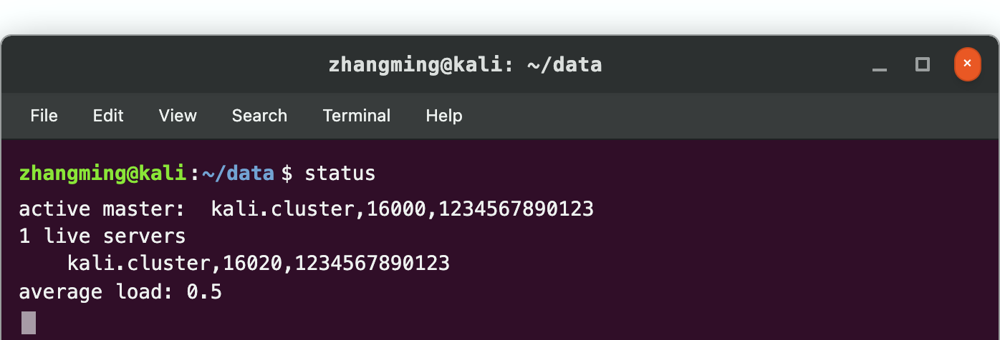 zhangming@kali: ~/data
File Edit View Search Terminal Help
zhangming@kali:~/data $ status
active master:  kali.cluster,16000,1234567890123
1 live servers
    kali.cluster,16020,1234567890123
average load: 0.5